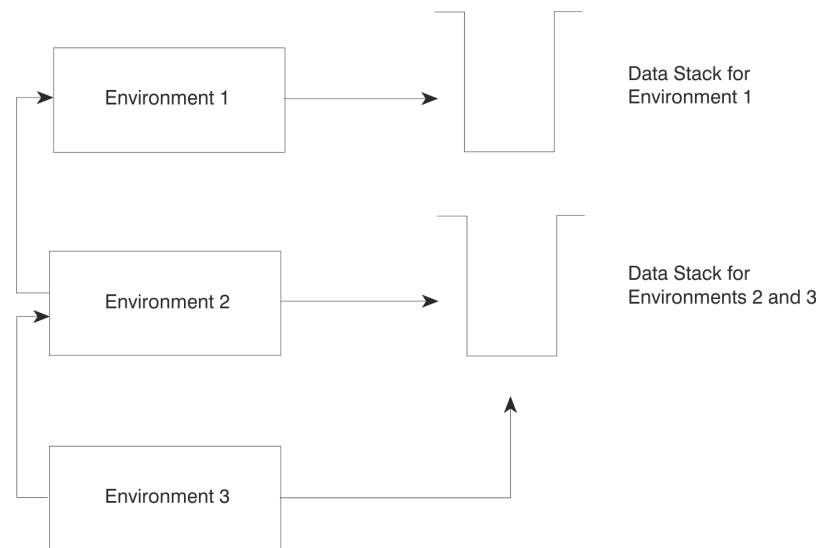 Environment 1
Data Stack for
Environment 1
Environment 2
Data Stack for
Environments 2 and 3
Environment 3